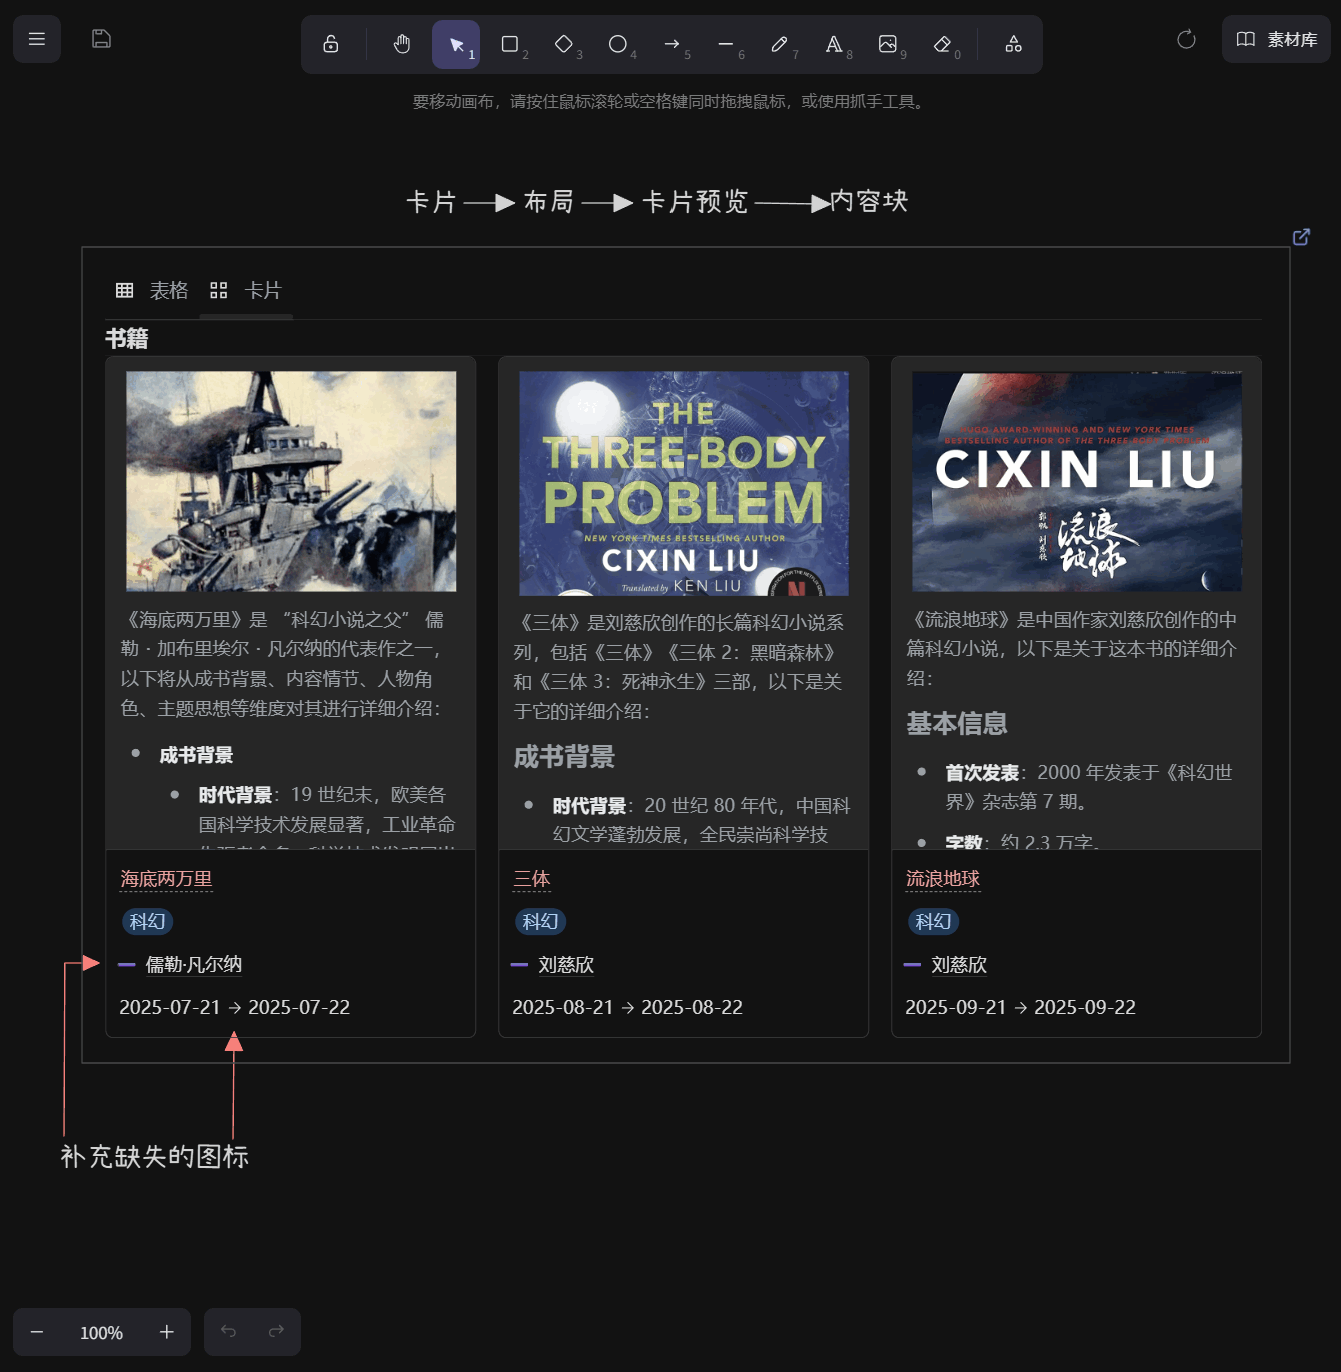 1
2
3
4
5
6
7
8
9
0
素材库
要移动画布，请按住鼠标滚轮或空格键同时拖拽鼠标，或使用抓手工具。
卡片 布局 卡片预览 内容块
表格 卡片
书籍
《海底两万里》是 “科幻小说之父” 儒
勒 · 加布里埃尔 · 凡尔纳的代表作之一，
以下将从成书背景、内容情节、人物角
色、主题思想等维度对其进行详细介绍：
• 成书背景
• 时代背景：19 世纪末，欧美各
国科学技术发展显著，工业革命
海底两万里
科幻
儒勒·凡尔纳
2025-07-21 → 2025-07-22
THE
THREE-BODY
PROBLEM
NEW YORK TIMES BESTSELLING AUTHOR
CIXIN LIU
Translated by KEN LIU
《三体》是刘慈欣创作的长篇科幻小说系
列，包括《三体》《三体 2：黑暗森林》
和《三体 3：死神永生》三部，以下是关
于它的详细介绍：
成书背景
• 时代背景：20 世纪 80 年代，中国科
幻文学蓬勃发展，全民崇尚科学技
三体
科幻
刘慈欣
2025-08-21 → 2025-08-22
HUGO-AWARD-WINNING AND NEW YORK TIMES
BESTSELLING AUTHOR OF THE THREE-BODY PROBLEM
CIXIN LIU
流浪
地球
《流浪地球》是中国作家刘慈欣创作的中
篇科幻小说，以下是关于这本书的详细介
绍：
基本信息
• 首次发表：2000 年发表于《科幻世
界》杂志第 7 期。
• 字数：约 2.3 万字。
流浪地球
科幻
刘慈欣
2025-09-21 → 2025-09-22
补充缺失的图标
100%